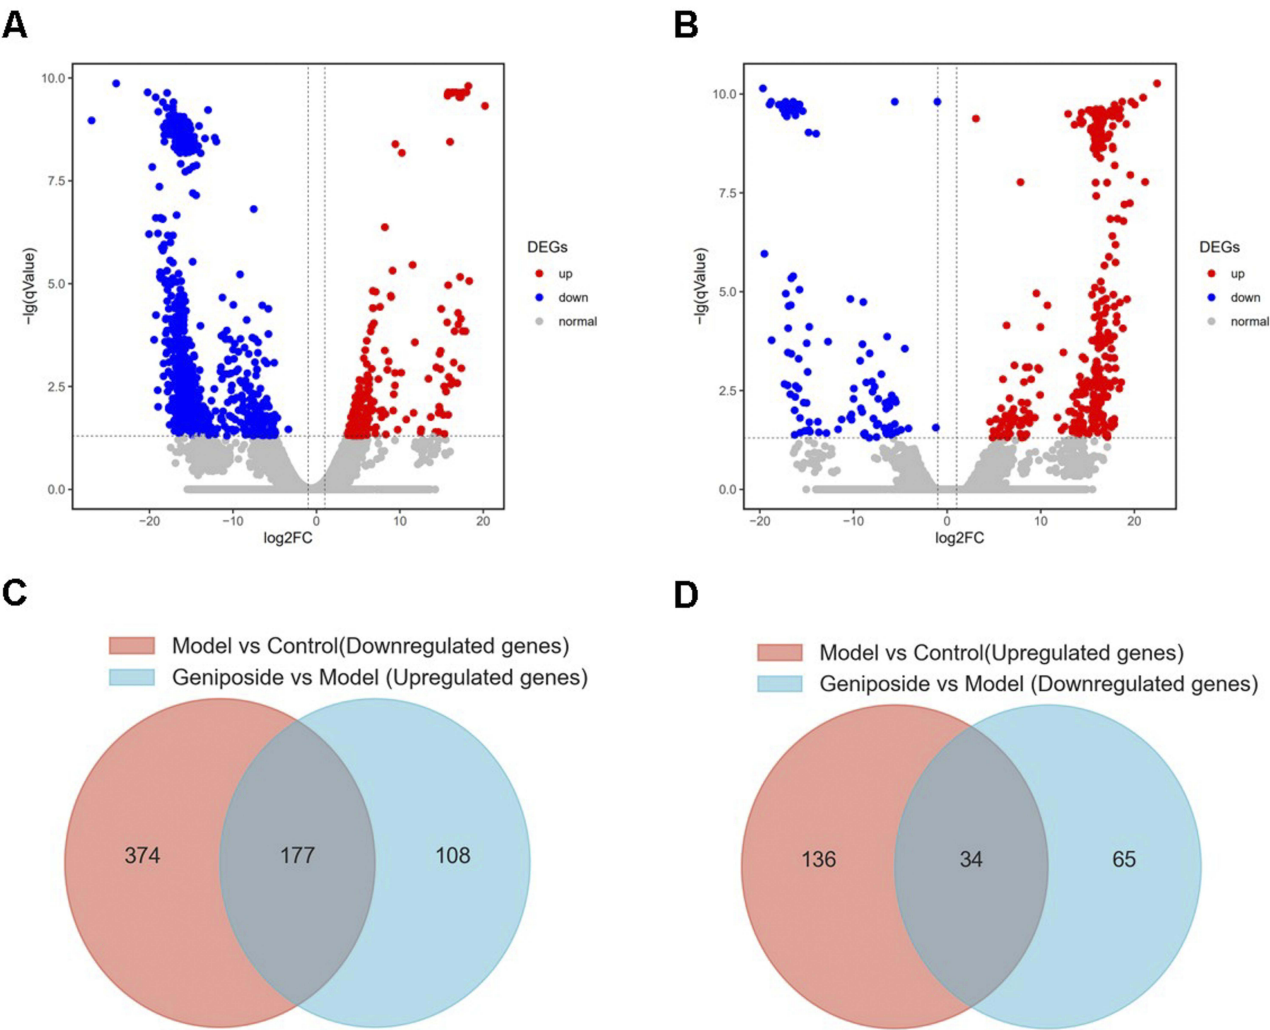 A
10.0
7.5
5.0
2.5
0.0
−lg(qValue)
−20
−10
0
10
20
log2FC
DEGs
up
down
normal
B
10.0
7.5
5.0
2.5
0.0
−lg(qValue)
−20
−10
0
10
20
log2FC
DEGs
up
down
normal
C
Model vs Control(Downregulated genes)
Geniposide vs Model (Upregulated genes)
374
177
108
D
Model vs Control(Upregulated genes)
Geniposide vs Model (Downregulated genes)
136
34
65